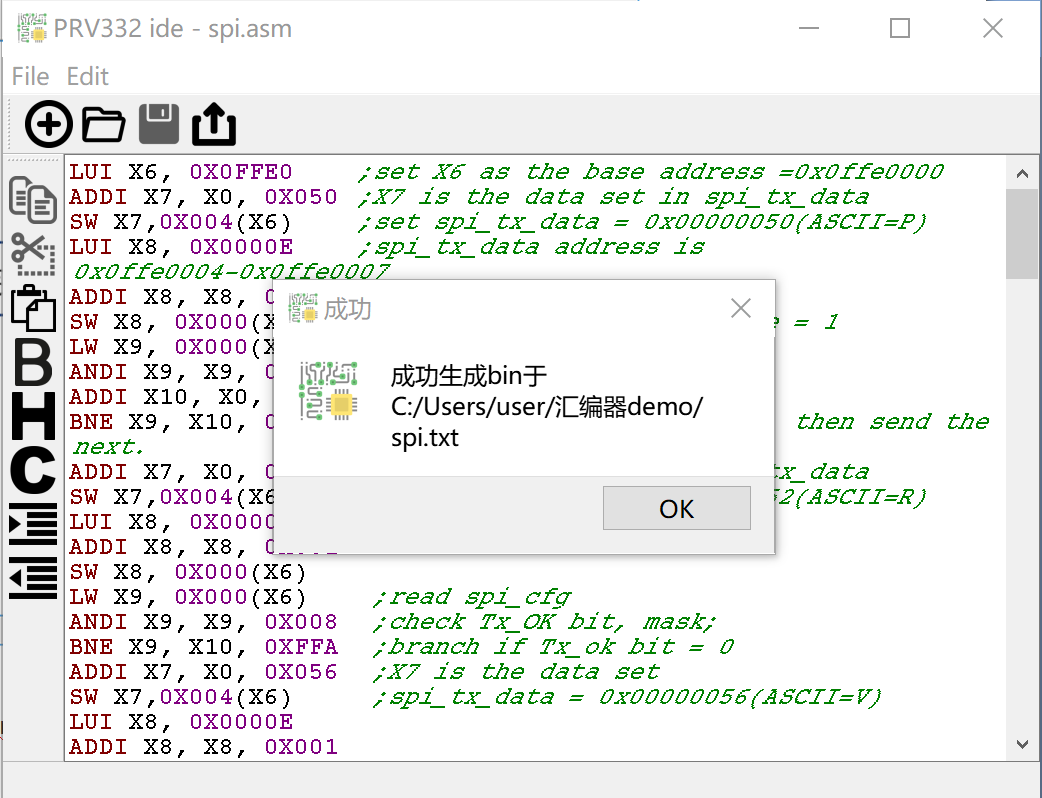 PRV332 ide - spi.asm
File Edit
LUI X6, 0X0FFE0 ;set X6 as the base address =0x0ffe0000
ADDI X7, X0, 0X050 ;X7 is the data set in spi_tx_data
SW X7,0X004(X6) ;set spi_tx_data = 0x00000050(ASCII=P)
LUI X8, 0X0000E ;spi_tx_data address is
0x0ffe0004-0x0ffe0007
ADDI X8, X8,
SW X8, 0X000( = 1
LW X9, 0X000(
ANDI X9, X9,
ADDI X10, X0,
BNE X9, X10, then send the
next.
ADDI X7, X0, x_data
SW X7,0X004(X6 2(ASCII=R)
LUI X8, 0X0000
ADDI X8, X8,
SW X8, 0X000(X6)
LW X9, 0X000(X6) ;read spi_cfg
ANDI X9, X9, 0X008 ;check Tx_OK bit, mask;
BNE X9, X10, 0XFFA ;branch if Tx_ok bit = 0
ADDI X7, X0, 0X056 ;X7 is the data set
SW X7,0X004(X6) ;spi_tx_data = 0x00000056(ASCII=V)
LUI X8, 0X0000E
ADDI X8, X8, 0X001
B
H
C
成功
成功生成bin于
C:/Users/user/汇编器demo/
spi.txt
OK